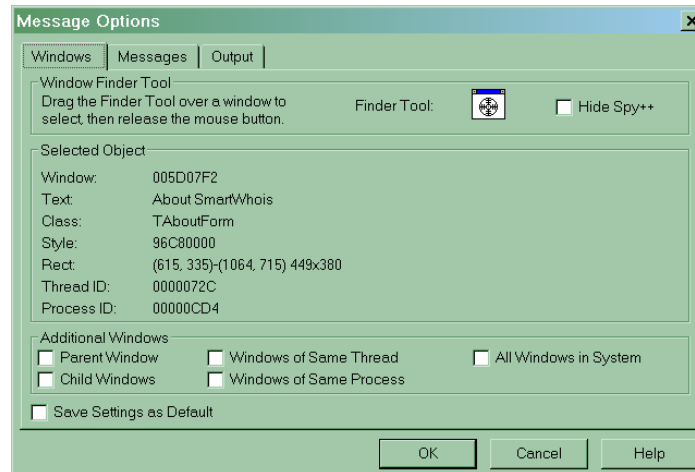 Message Options
Windows Messages Output
Window Finder Tool
Drag the Finder Tool over a window to
select, then release the mouse button.
Finder Tool:
Hide Spy++
Selected Object
Window: 005D07F2
Text: About SmartWhois
Class: TAboutForm
Style: 96C80000
Rect: (615, 335)-(1064, 715) 449x380
Thread ID: 0000072C
Process ID: 00000CD4
Additional Windows
Parent Window Windows of Same Thread All Windows in System
Child Windows Windows of Same Process
Save Settings as Default
OK Cancel Help